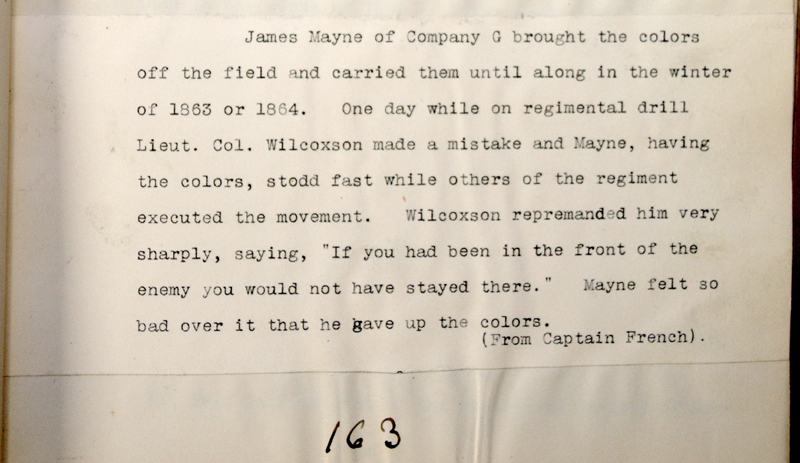 James Mayne of Company G brought the colors
off the field and carried them until along in the winter
of 1863 or 1864. One day while on regimental drill
Lieut. Col. Wilcoxson made a mistake and Mayne, having
the colors, stodd fast while others of the regiment
executed the movement. Wilcoxson repremanded him very
sharply, saying, "If you had been in the front of the
enemy you would not have stayed there." Mayne felt so
bad over it that he gave up the colors.
(From Captain French).
163